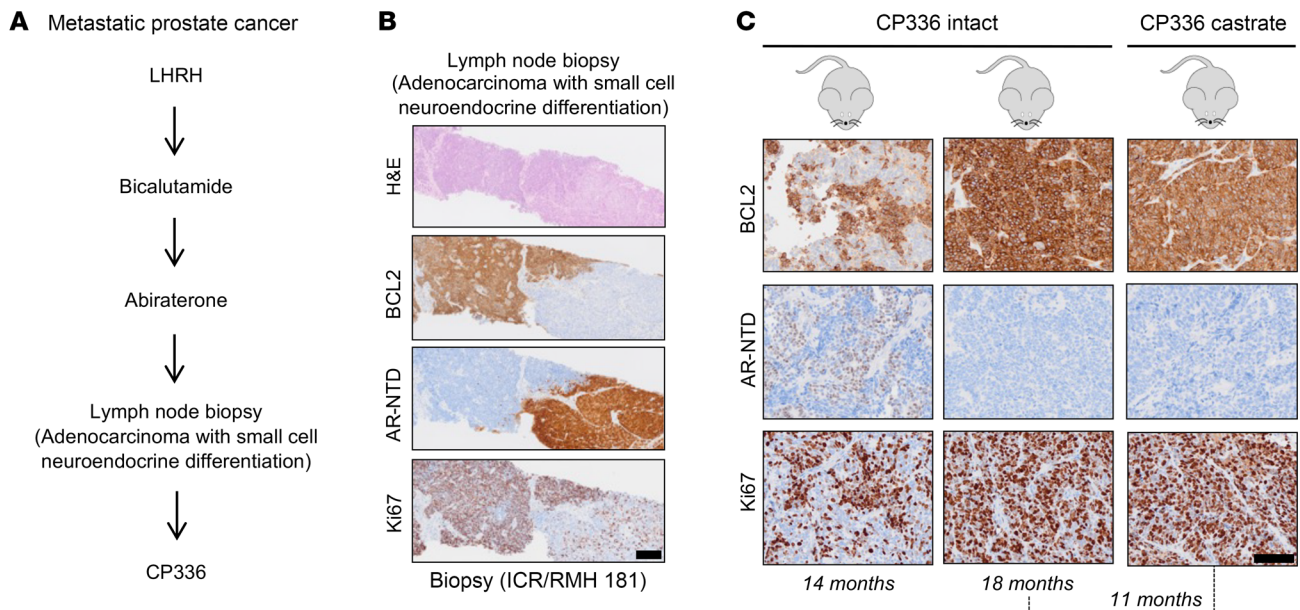 A
Metastatic prostate cancer
LHRH
Bicalutamide
Abiraterone
Lymph node biopsy
(Adenocarcinoma with small cell
neuroendocrine differentiation)
CP336
B
Lymph node biopsy
(Adenocarcinoma with small cell
neuroendocrine differentiation)
H&E
BCL2
AR-NTD
Ki67
Biopsy (ICR/RMH 181)
C
CP336 intact
CP336 castrate
BCL2
AR-NTD
Ki67
14 months
18 months
11 months